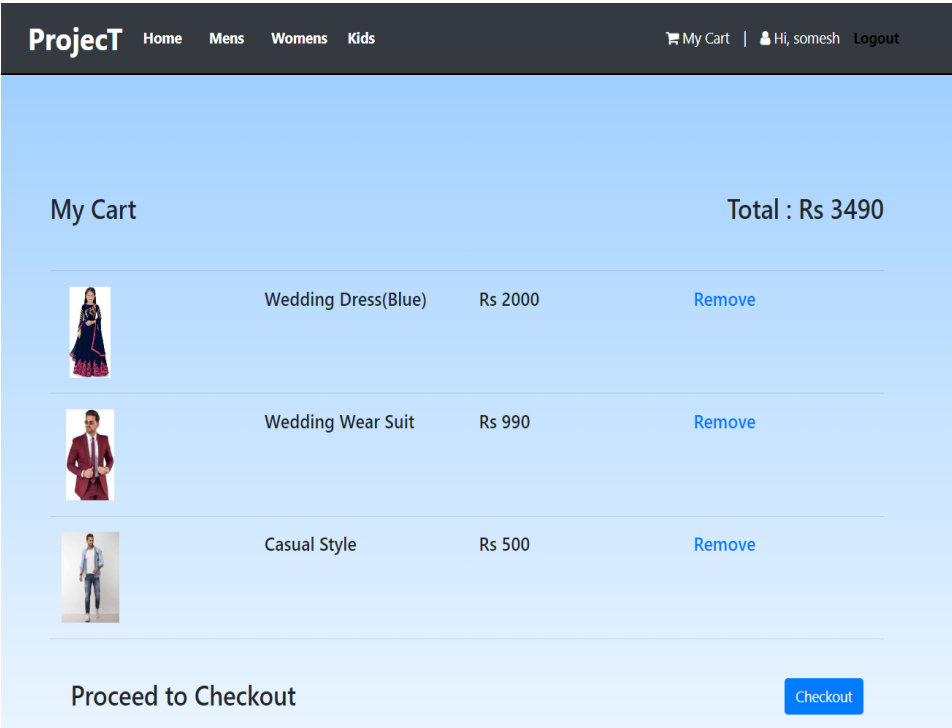 ProjecT Home Mens Womens Kids My Cart | Hi, somesh Logout
My Cart Total : Rs 3490
Wedding Dress(Blue) Rs 2000 Remove
Wedding Wear Suit Rs 990 Remove
Casual Style Rs 500 Remove
Proceed to Checkout Checkout